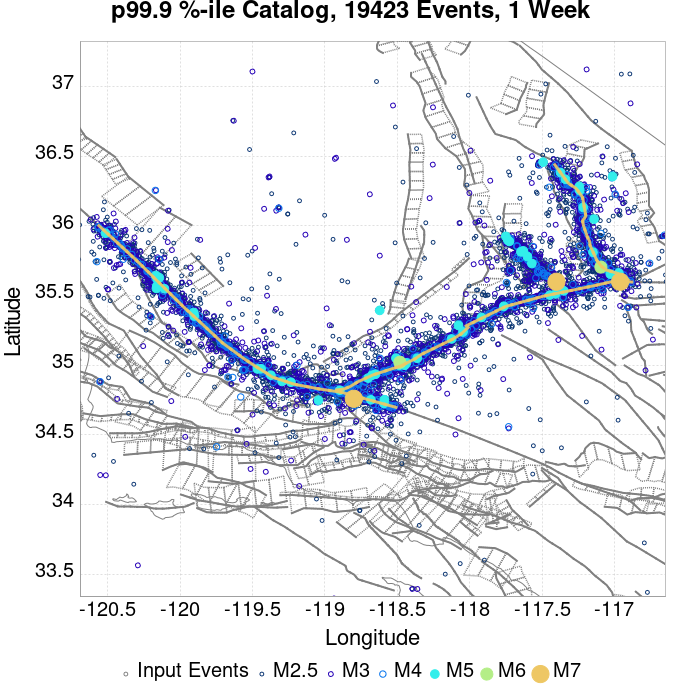 p99.9 %-ile Catalog, 19423 Events, 1 Week
37
36.5
36
35.5
35
34.5
34
33.5
Latitude
-120.5 -120 -119.5 -119 -118.5 -118 -117.5 -117
Longitude
Input Events M2.5 M3 M4 M5 M6 M7